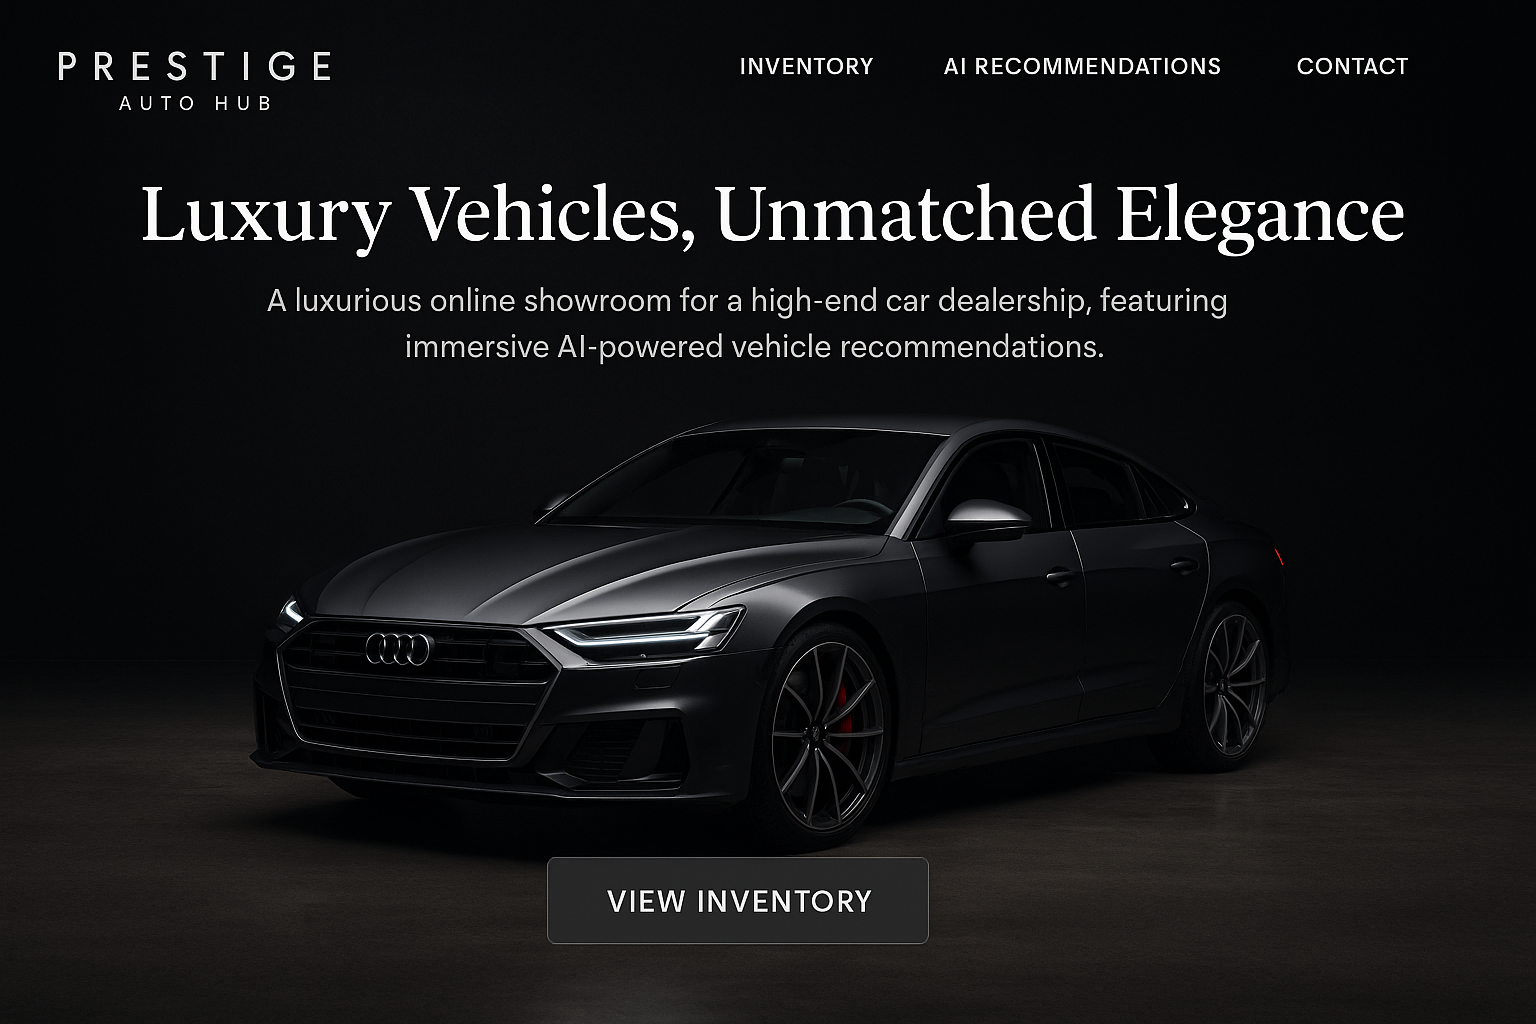 PRESTIGE
AUTO HUB
INVENTORY
AI RECOMMENDATIONS
CONTACT
Luxury Vehicles, Unmatched Elegance
A luxurious online showroom for a high-end car dealership, featuring
immersive AI-powered vehicle recommendations.
VIEW INVENTORY